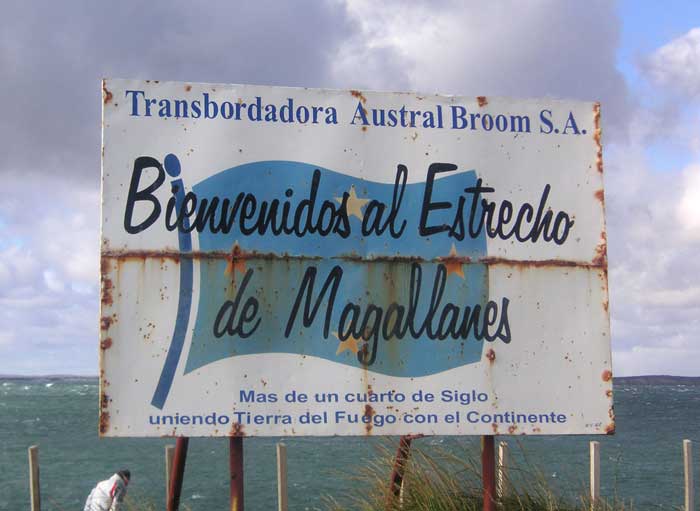 Transbordadora Austral Broom S.A.
Bienvenidos al Estrecho
de Magallanes
Mas de un cuarto de Siglo
uniendo Tierra del Fuego con el Continente